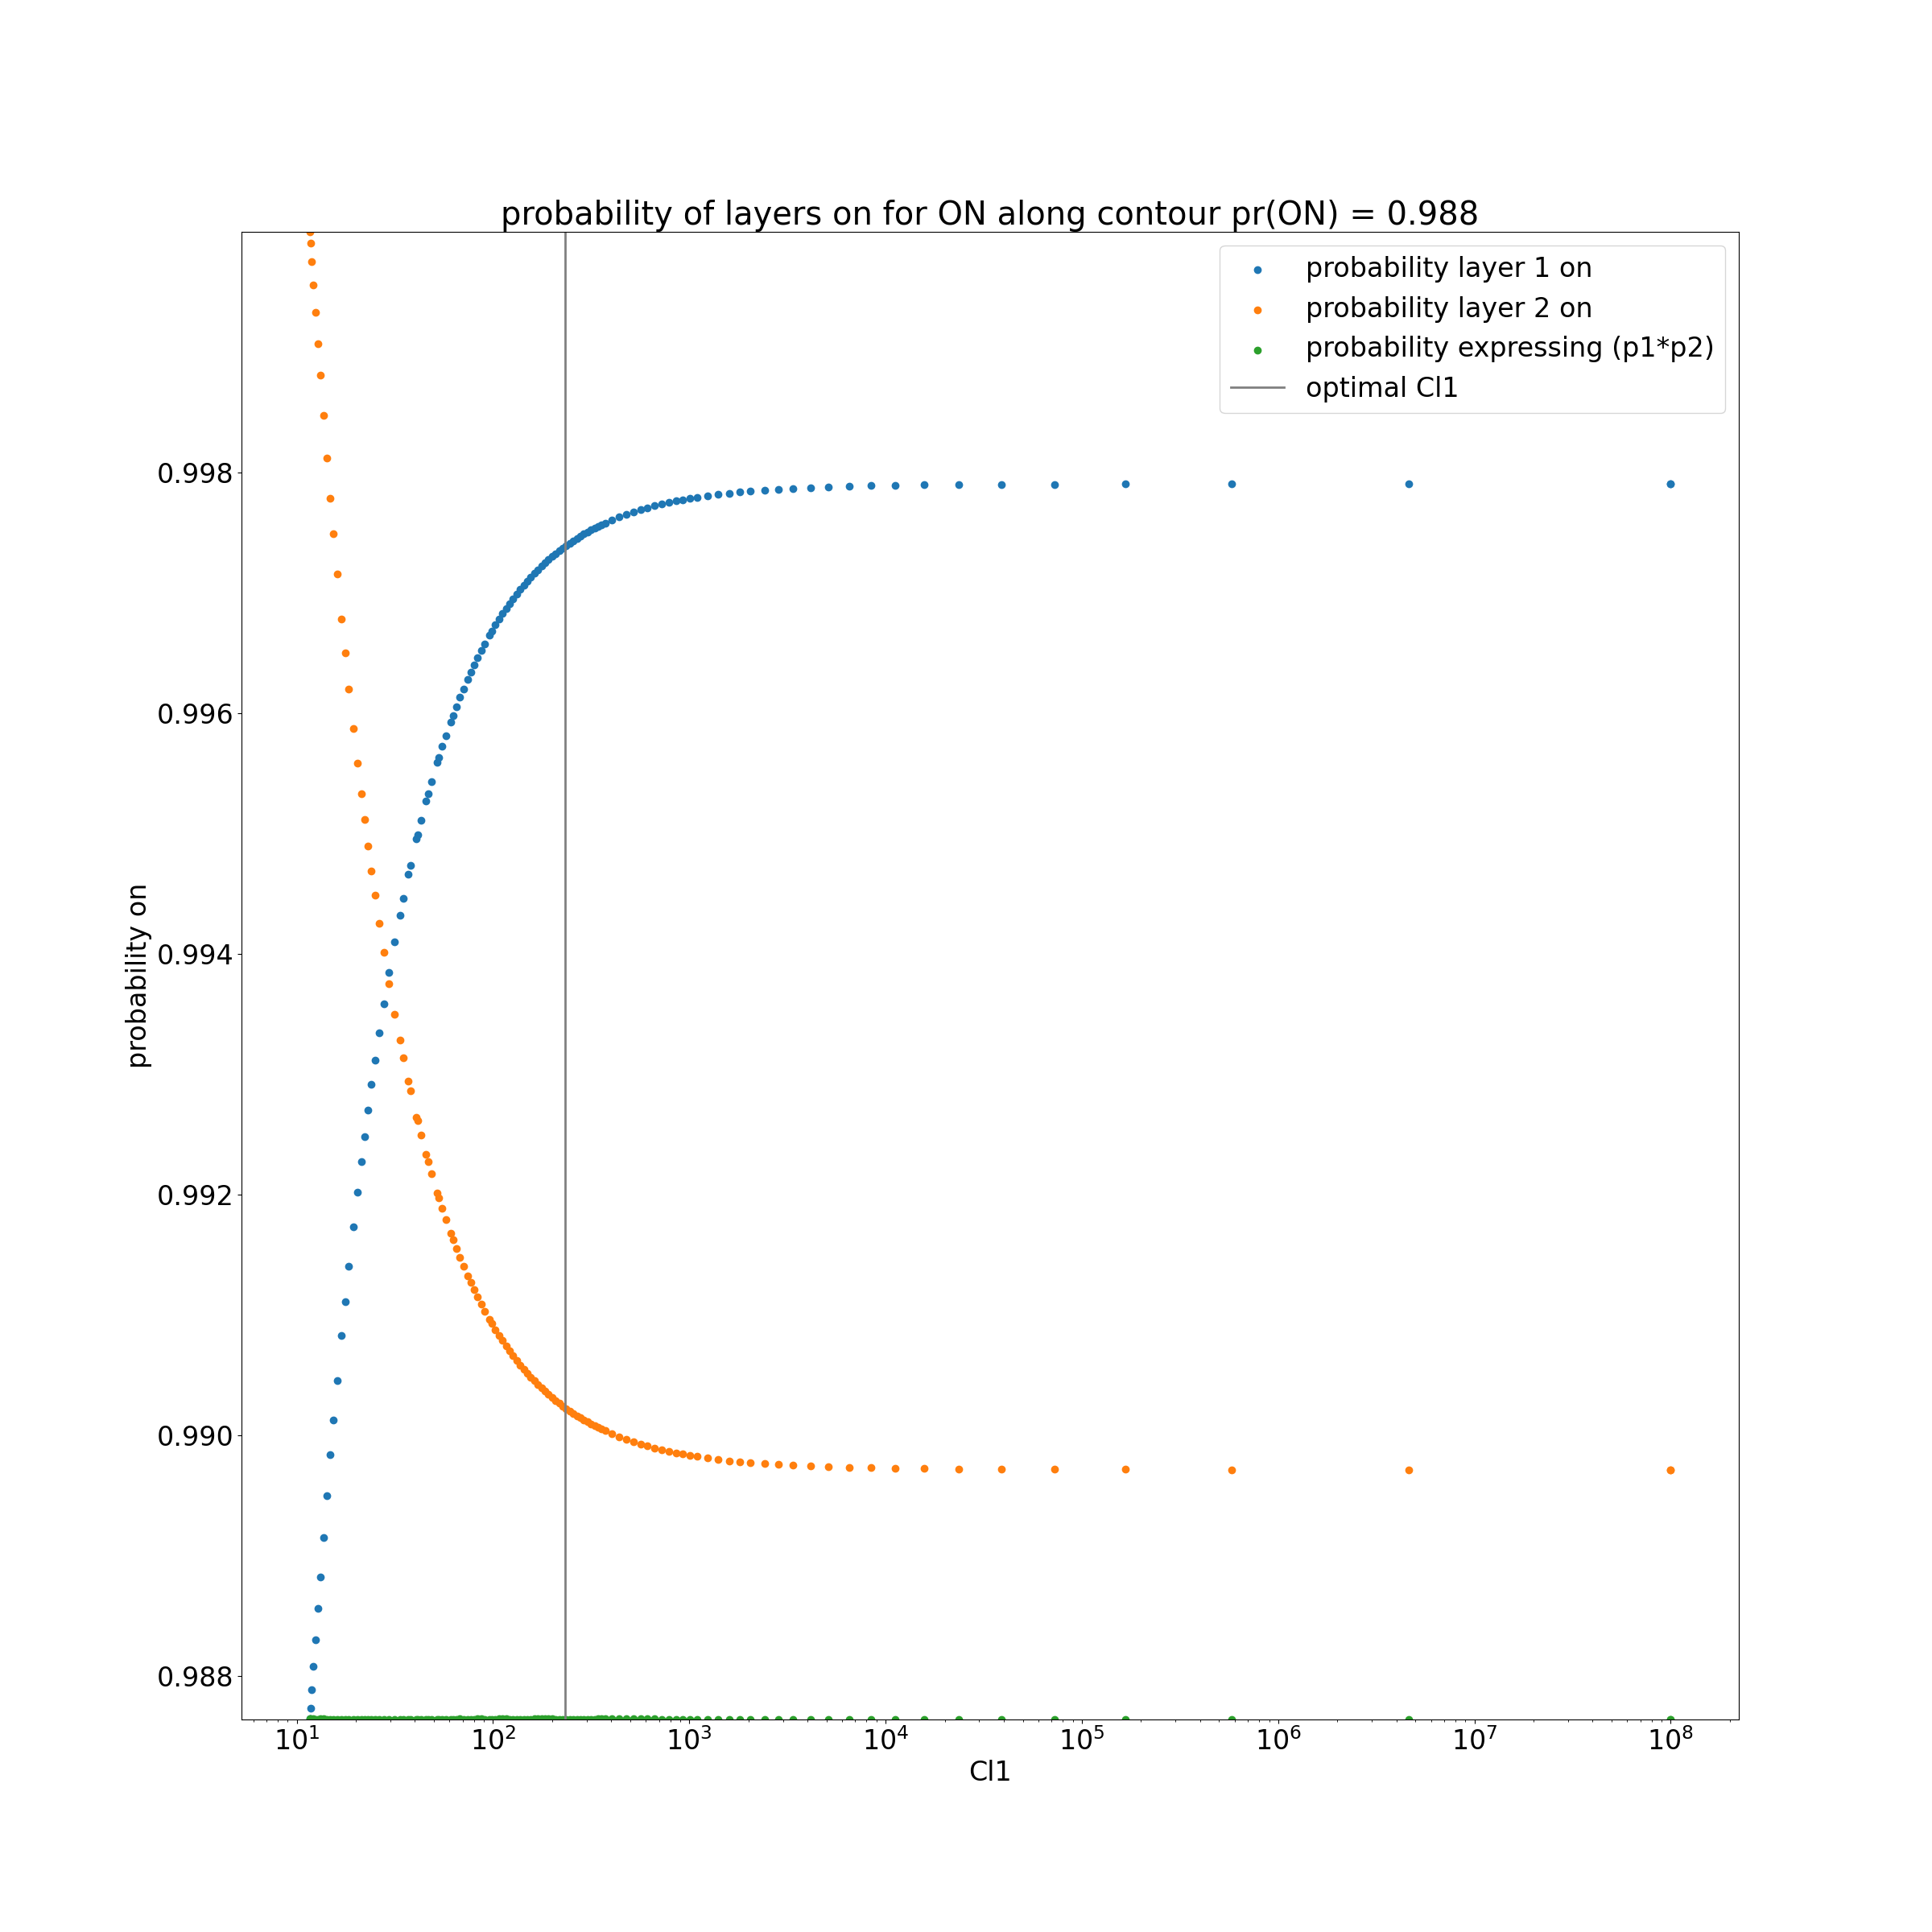 probability of layers on for ON along contour pr(ON) = 0.988
probability layer 1 on
probability layer 2 on
probability expressing (p1*p2)
optimal Cl1
probability on
0.998
0.996
0.994
0.992
0.990
0.988
10¹ 10² 10³ 10⁴ 10⁵ 10⁶ 10⁷ 10⁸
Cl1